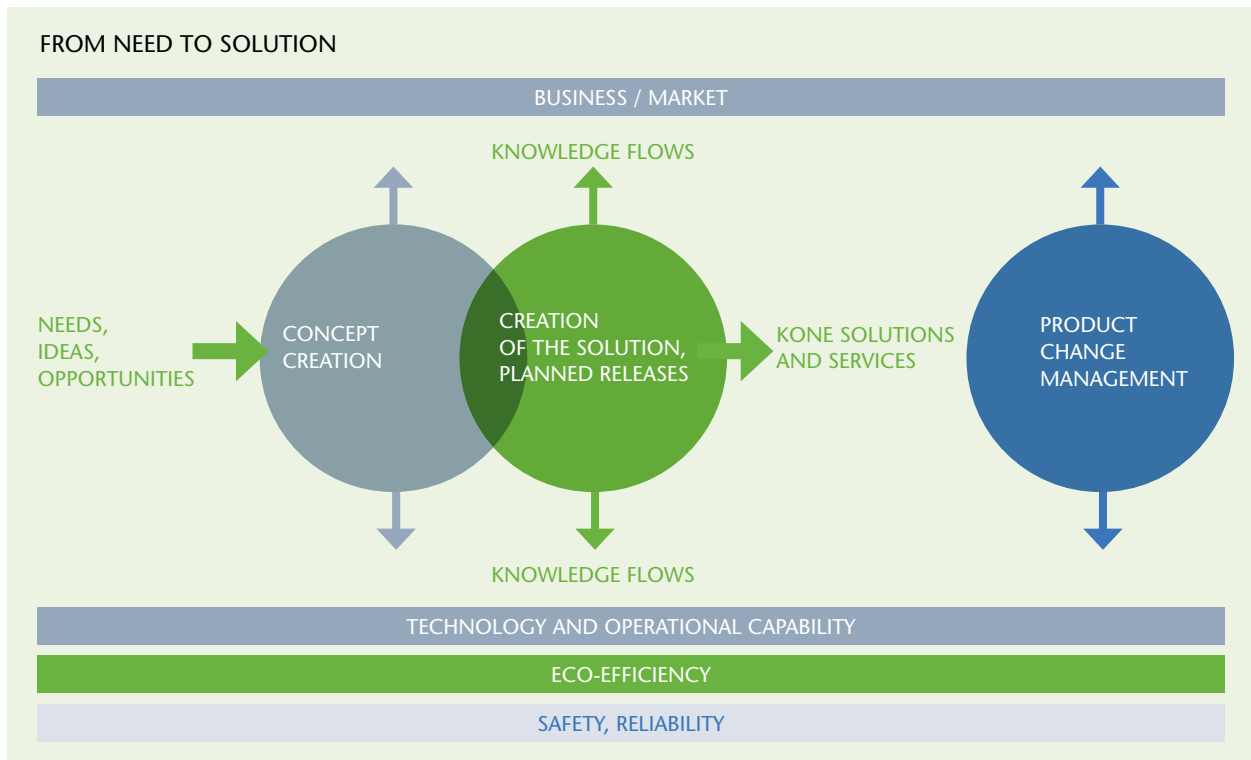 FROM NEED TO SOLUTION
BUSINESS / MARKET
KNOWLEDGE FLOWS
NEEDS,
IDEAS,
OPPORTUNITIES
CONCEPT
CREATION
CREATION
OF THE SOLUTION,
PLANNED RELEASES
KONE SOLUTIONS
AND SERVICES
PRODUCT
CHANGE
MANAGEMENT
KNOWLEDGE FLOWS
TECHNOLOGY AND OPERATIONAL CAPABILITY
ECO-EFFICIENCY
SAFETY, RELIABILITY